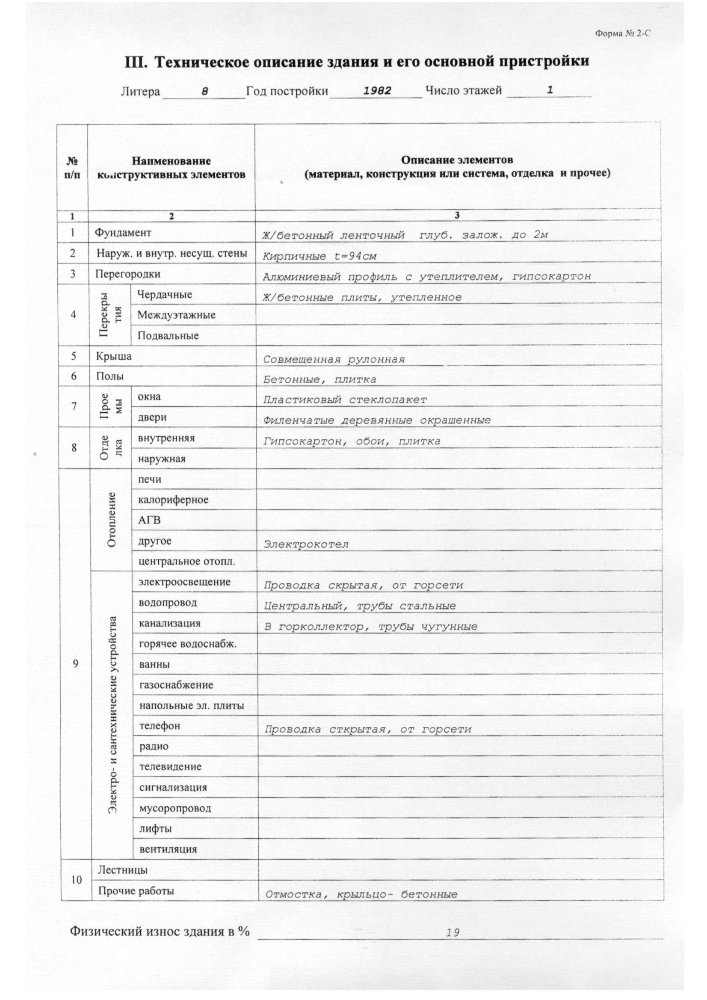 Форма № 2-С
III. Техническое описание здания и его основной пристройки
Литера 8 Год постройки 1982 Число этажей 1
№ п/п
Наименование
конструктивных элементов
Описание элементов
(материал, конструкция или система, отделка и прочее)
1 2 3
1 Фундамент Ж/бетонный ленточный глуб. залож. до 2м
2 Наруж. и внутр. несущ. стены Кирпичные t=94см
3 Перегородки Алюминиевый профиль с утеплителем, гипсокартон
4 Перекры
тия
Чердачные Ж/бетонные плиты, утепленное
Междуэтажные
Подвальные
5 Крыша Совмещенная рулонная
6 Полы Бетонные, плитка
7 Прое
мы
окна Пластиковый стеклопакет
двери Филенчатые деревянные окрашенные
8 Отде
лка
внутренняя Гипсокартон, обои, плитка
наружная
9 Отопление
печи
калориферное
АГВ
другое Электрокотел
центральное отопл.
Электро- и сантехнические устройства
электроосвещение Проводка скрытая, от горсети
водопровод Центральный, трубы стальные
канализация В горколлектор, трубы чугунные
горячее водоснабж.
ванны
газоснабжение
напольные эл. плиты
телефон Проводка сткрытая, от горсети
радио
телевидение
сигнализация
мусоропровод
лифты
вентиляция
10 Лестницы
Прочие работы Отмостка, крыльцо- бетонные
Физический износ здания в % 19